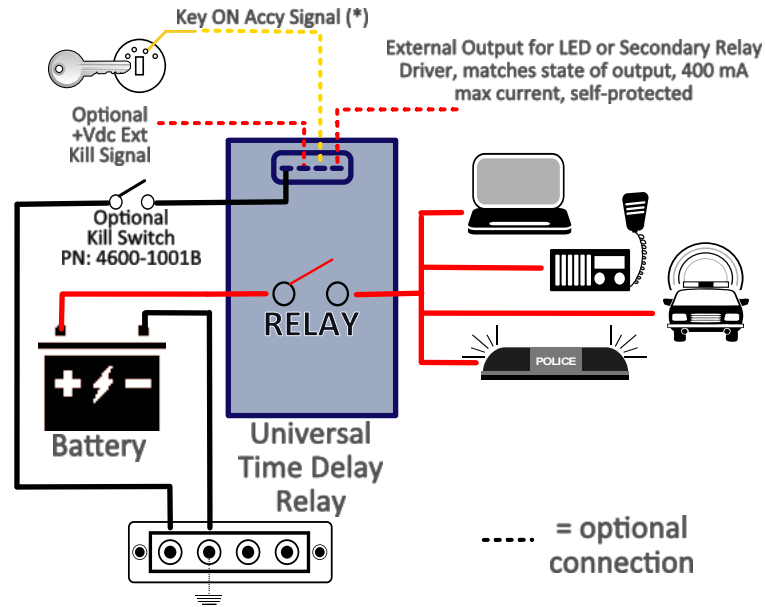 Key ON Accy Signal (*)
External Output for LED or Secondary Relay
Driver, matches state of output, 400 mA
max current, self-protected
Optional
+Vdc Ext
Kill Signal
Optional
Kill Switch
PN: 4600-1001B
RELAY
POLICE
Battery
Universal
Time Delay
Relay
= optional
connection